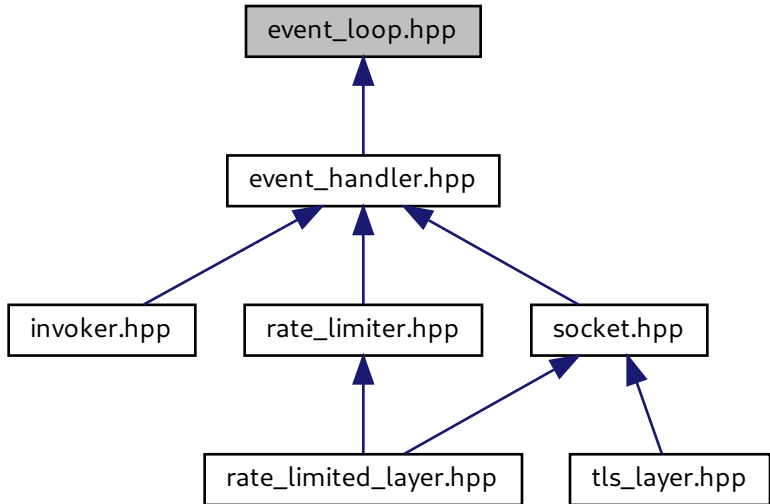 event_loop.hpp
event_handler.hpp
invoker.hpp
rate_limiter.hpp
socket.hpp
rate_limited_layer.hpp
tls_layer.hpp